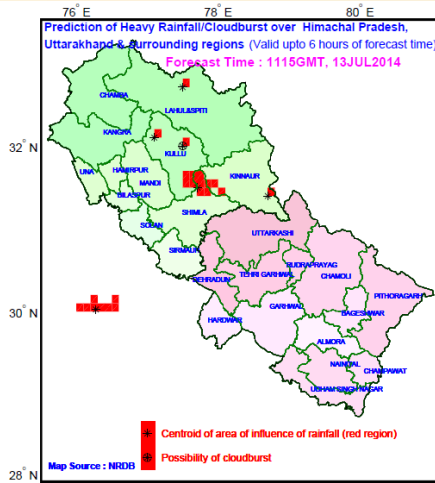 76° E 78 80° E
Prediction of Heavy Rainfall/Cloudburst over Himachal Pradesh,
Uttarakhand & surrounding regions (Valid upto 6 hours of forecast time)
Forecast Time : 1115GMT, 13JUL2014
CHAMBA
LAHUL&SPITI
KANGRA
32° N
KULLU
UNA
HAMIRPUR
KINNAUR
MANDI
BILASPUR
SHIMLA
SOLAN
UTTARKASHI
SIRMAUR
RUDRAPRAYAG
DEHRADUN
TEHRI GARHWAL
CHAMOLI
PITHORAGARH
30° N
HARDWAR
GARHWAL
BAGESHWAR
ALMORA
NAINITAL
CHAMPAWAT
UDHAM SINGH NAGAR
Centroid of area of influence of rainfall (red region)
Possibility of cloudburst
Map Source : NRDB
28° N